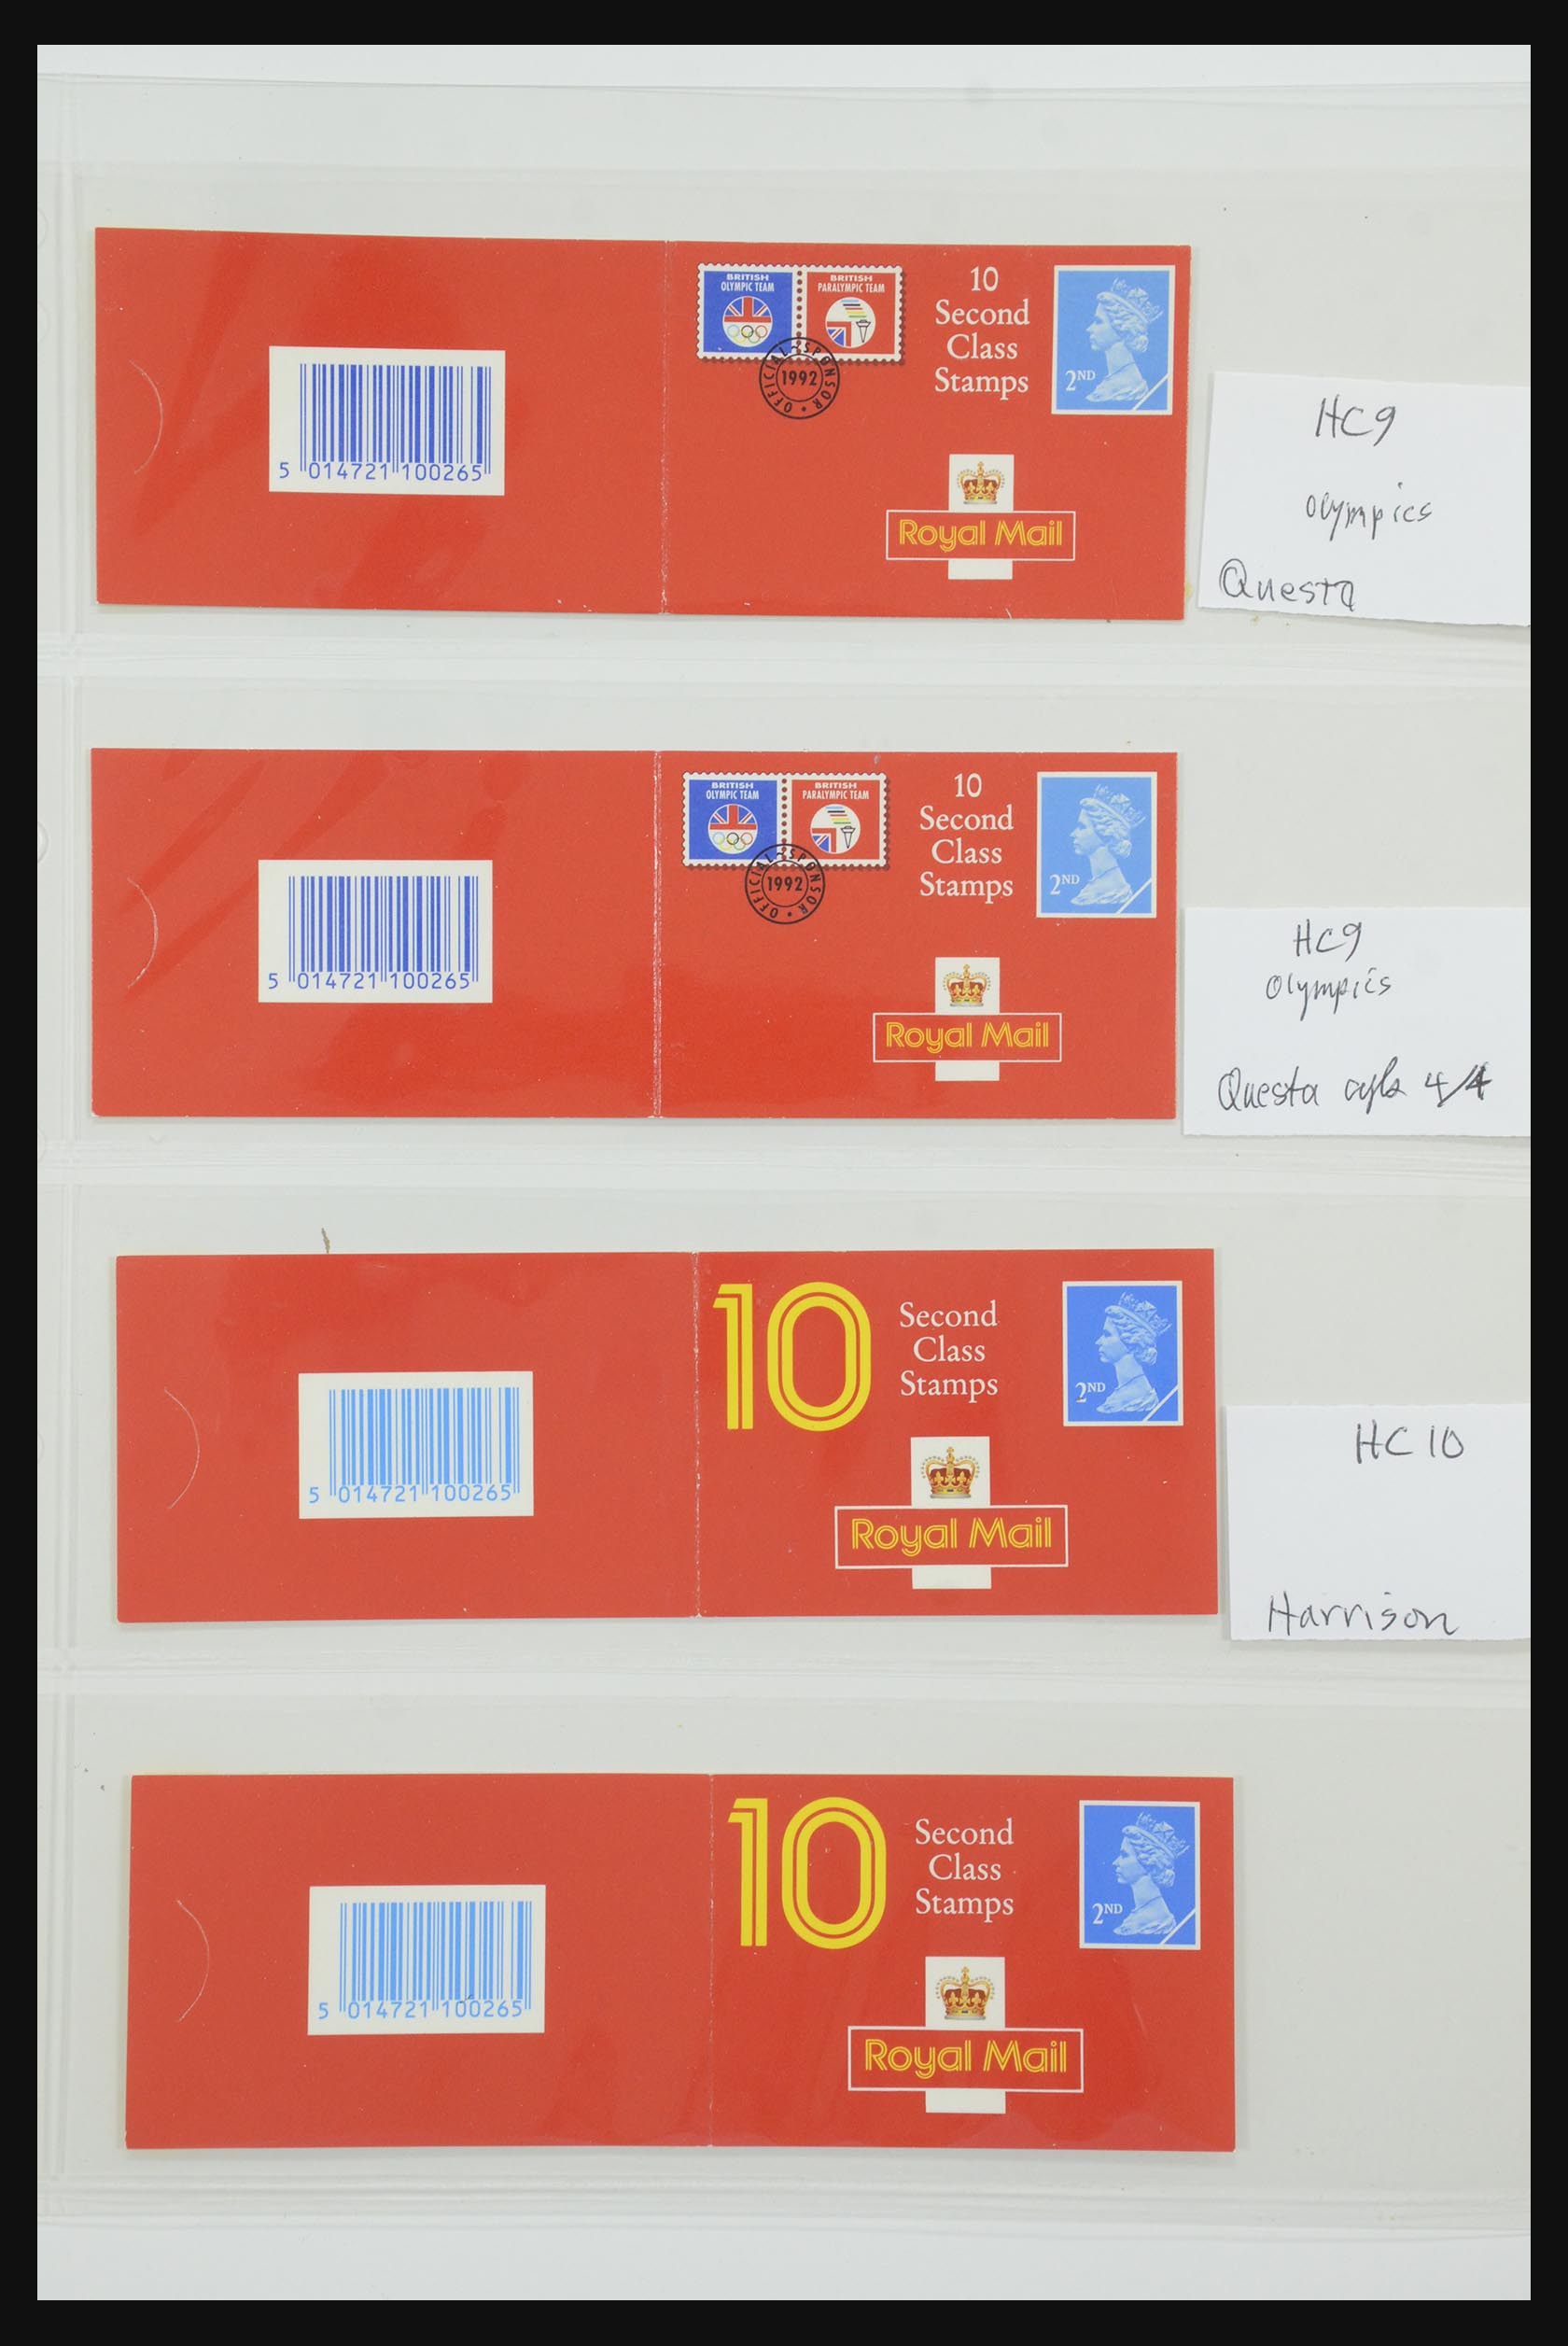 BRITISH
OLYMPIC TEAM
BRITISH
PARALYMPIC TEAM
OFFICIAL SPONSOR
1992
10
Second
Class
Stamps
2ND
5 014721 100265
Royal Mail
HC9
Olympics
Questa
BRITISH
OLYMPIC TEAM
BRITISH
PARALYMPIC TEAM
OFFICIAL SPONSOR
1992
10
Second
Class
Stamps
2ND
5 014721 100265
Royal Mail
HC9
Olympics
Questa cyls 4/4
10
Second
Class
Stamps
2ND
5 014721 100265
Royal Mail
HC10
Harrison
10
Second
Class
Stamps
2ND
5 014721 100265
Royal Mail